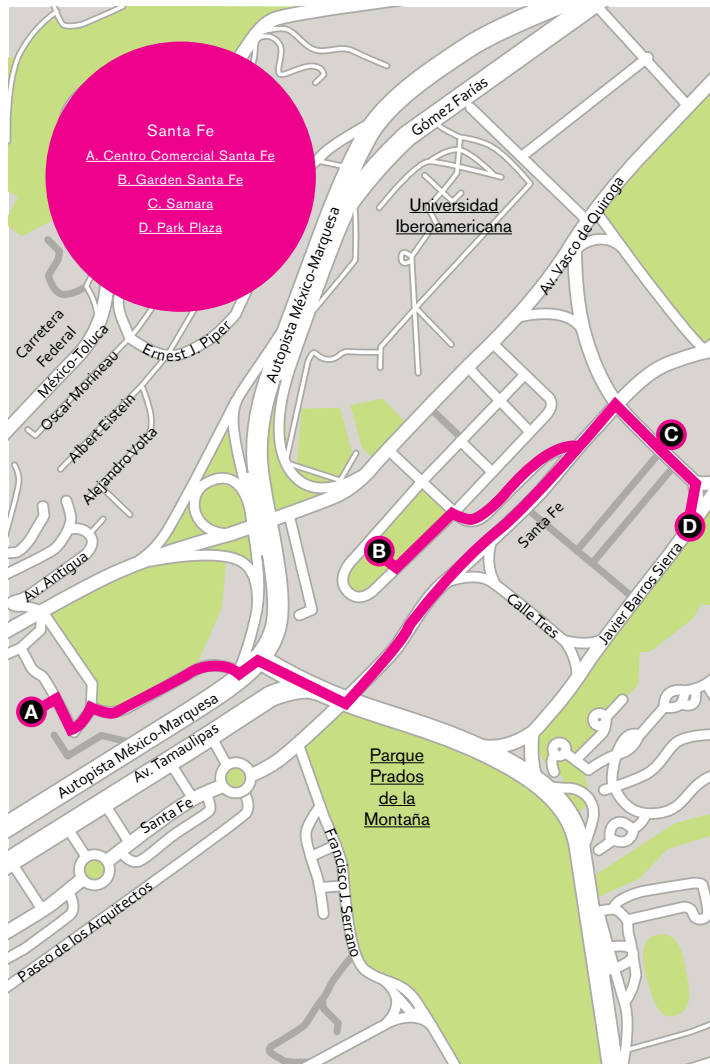 Santa Fe
A. Centro Comercial Santa Fe
B. Garden Santa Fe
C. Samara
D. Park Plaza
Gómez Farías
Universidad
Iberoamericana
Av. Vasco de Quiroga
Autopista México-Marquesa
Carretera
Federal
México-Toluca
Ernest J. Piper
Oscar Morineau
Albert Eistein
Alejandro Volta
C
D
B
Santa Fe
Av. Antigua
Calle Tres
Javier Barros Sierra
A
Autopista México-Marquesa
Av. Tamaulipas
Santa Fe
Parque
Prados
de la
Montaña
Francisco J. Serrano
Paseo de los Arquitectos